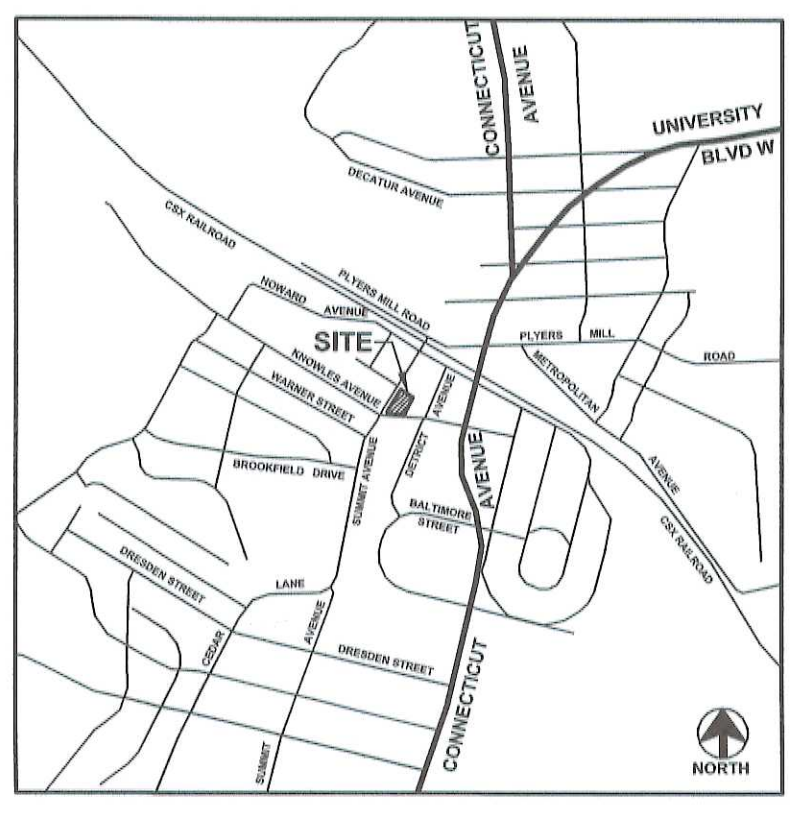 CONNECTICUT
AVENUE
UNIVERSITY
BLVD W
DECATUR AVENUE
CSX RAILROAD
PLYERS MILL ROAD
HOWARD AVENUE
SITE
PLYERS MILL ROAD
KNOWLES AVENUE
METROPOLITAN
WARNER STREET
AVENUE
DETRICT
BROOKFIELD DRIVE
SUMMIT AVENUE
AVENUE
AVENUE
BALTIMORE
STREET
CSX RAILROAD
DRESDEN STREET
LANE
AVENUE
CEDAR
DRESDEN STREET
CONNECTICUT
SUMMIT
NORTH